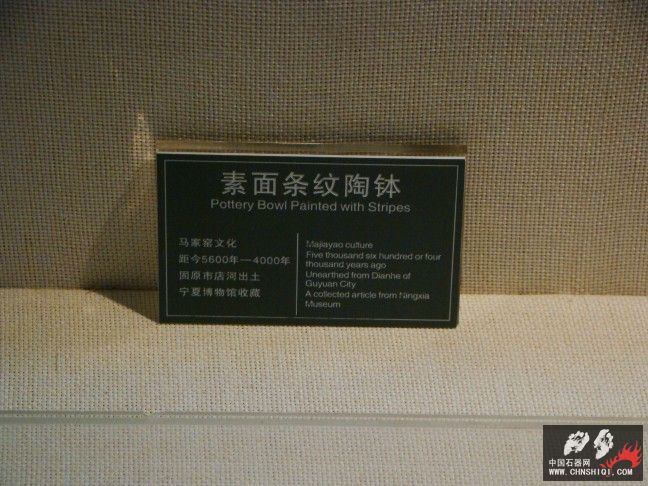 素面条纹陶钵
Pottery Bowl Painted with Stripes
马家窑文化
距今5600年—4000年
固原市店河出土
宁夏博物馆收藏
Majiayao culture
Five thousand six hundred or four
thousand years ago
Unearthed from Dianhe of
Guyuan City
A collected article from Ningxia
Museum
中国石器网
WWW.CHNSHIQI.COM